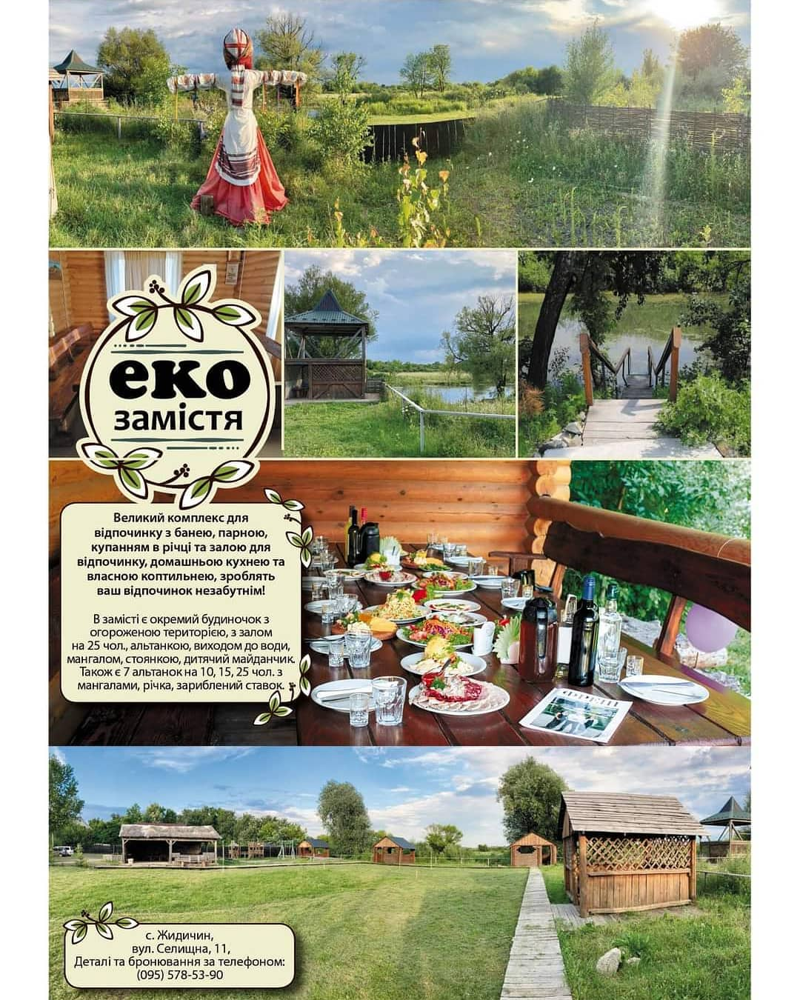 еко
замістя
Великий комплекс для
відпочинку з банею, парною,
купанням в річці та залою для
відпочинку, домашньою кухнею та
власною коптильнею, зроблять
ваш відпочинок незабутнім!
В замісті є окремий будиночок з
огороженою територією, з залом
на 25 чол., альтанкою, виходом до води,
мангалом, стоянкою, дитячий майданчик.
Також є 7 альтанок на 10, 15, 25 чол. з
мангалами, річка, зариблений ставок.
ФРЕНІ
с. Жидичин,
вул. Селищна, 11,
Деталі та бронювання за телефоном:
(095) 578-53-90